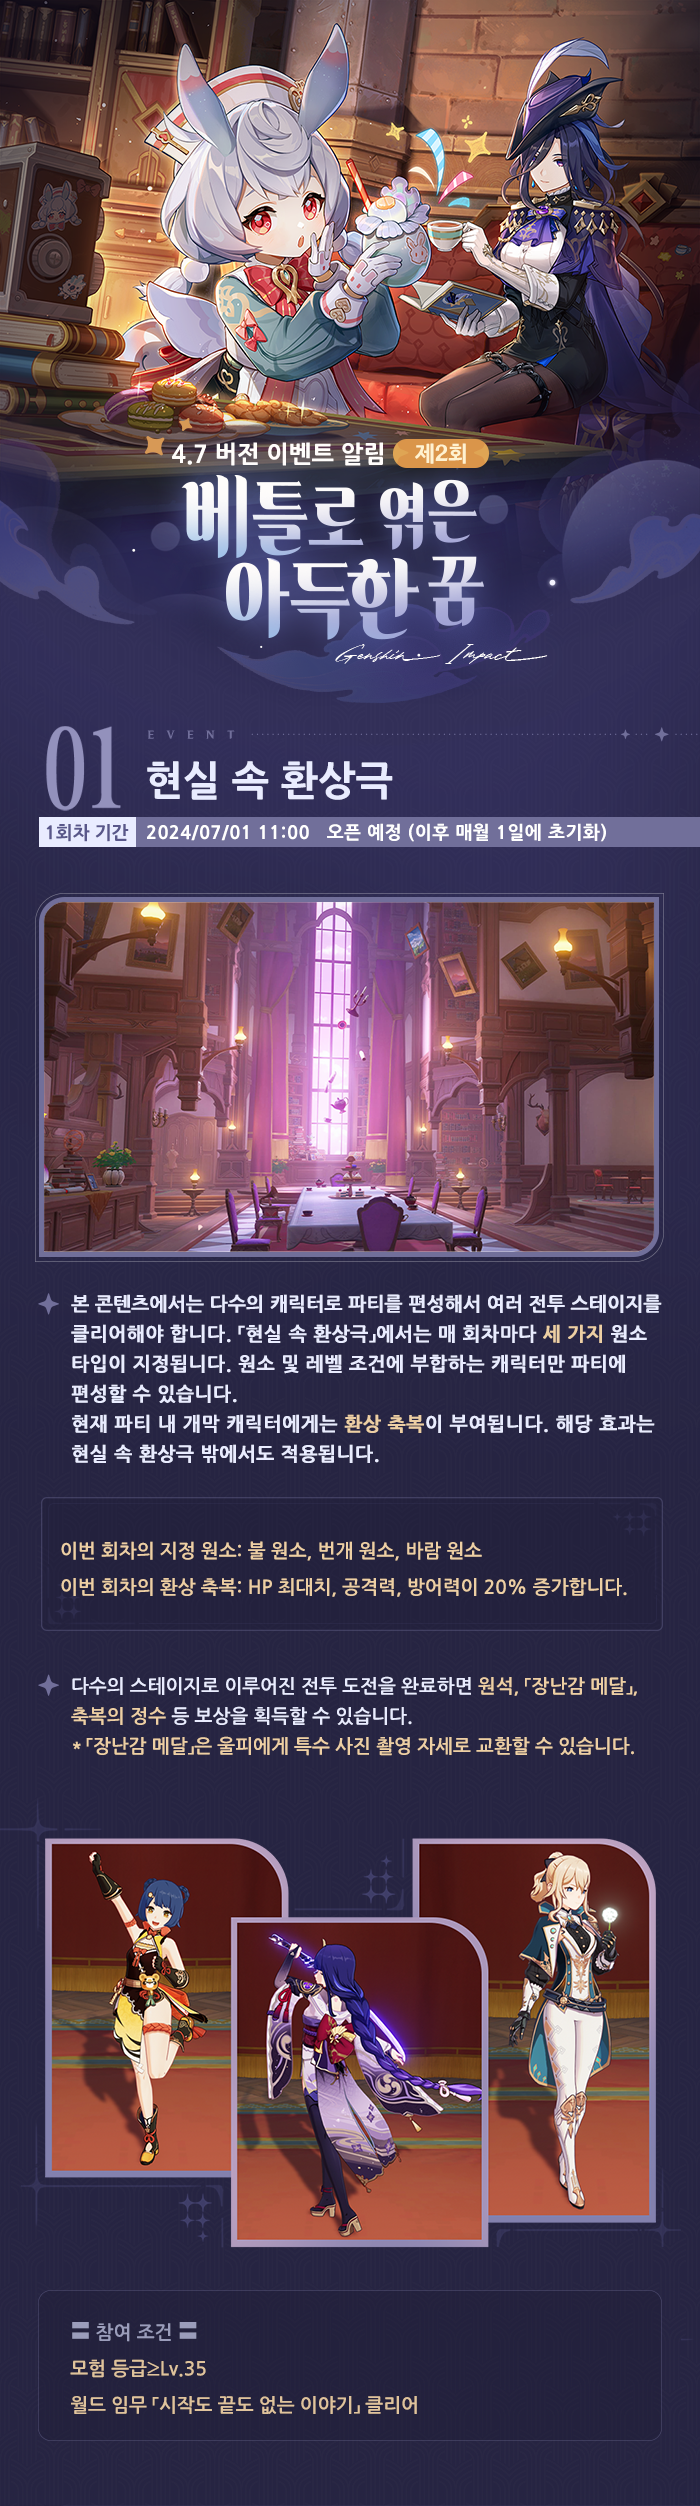 4.7 버전 이벤트 알림 제2회
베틀로 엮은
아득한 꿈
Genshin Impact
01 EVENT
현실 속 환상극
1회차 기간 2024/07/01 11:00 오픈 예정 (이후 매월 1일에 초기화)
본 콘텐츠에서는 다수의 캐릭터로 파티를 편성해서 여러 전투 스테이지를
클리어해야 합니다. 「현실 속 환상극」에서는 매 회차마다 세 가지 원소
타입이 지정됩니다. 원소 및 레벨 조건에 부합하는 캐릭터만 파티에
편성할 수 있습니다.
현재 파티 내 개막 캐릭터에게는 환상 축복이 부여됩니다. 해당 효과는
현실 속 환상극 밖에서도 적용됩니다.
이번 회차의 지정 원소: 불 원소, 번개 원소, 바람 원소
이번 회차의 환상 축복: HP 최대치, 공격력, 방어력이 20% 증가합니다.
다수의 스테이지로 이루어진 전투 도전을 완료하면 원석, 「장난감 메달」,
축복의 정수 등 보상을 획득할 수 있습니다.
*「장난감 메달」은 울피에게 특수 사진 촬영 자세로 교환할 수 있습니다.
〓 참여 조건 〓
모험 등급≥Lv.35
월드 임무 「시작도 끝도 없는 이야기」 클리어